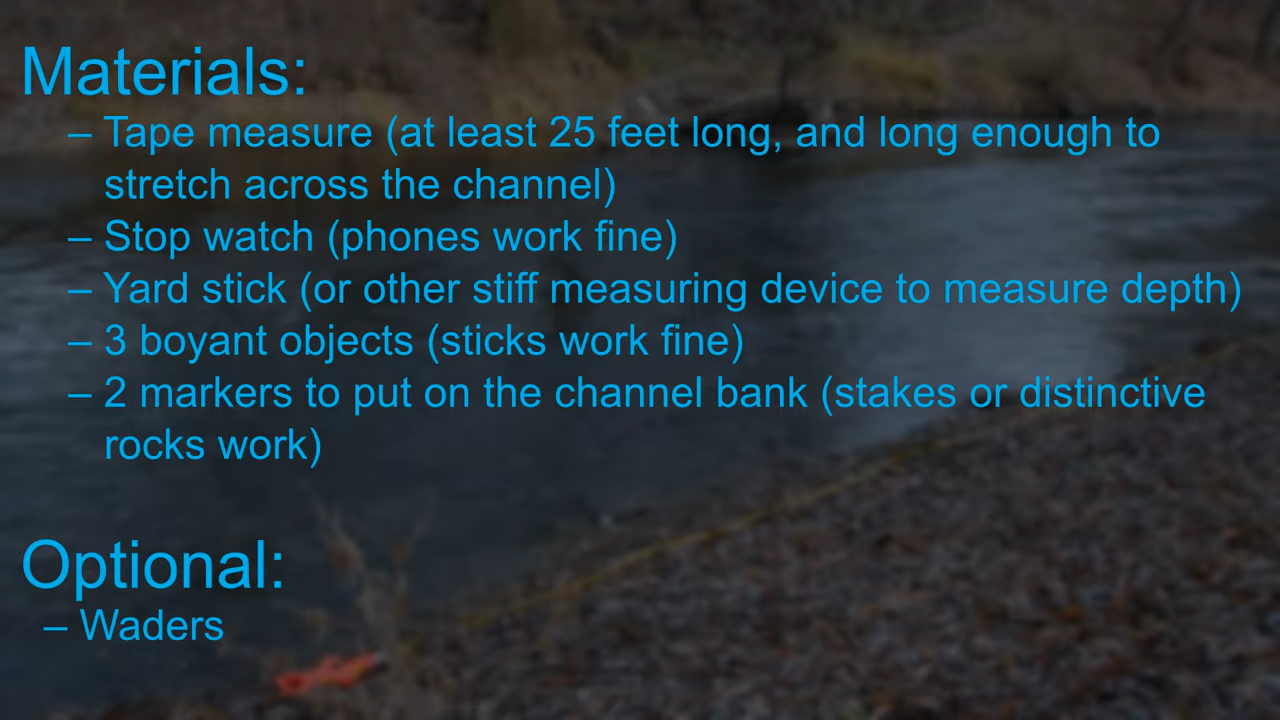 Materials:
– Tape measure (at least 25 feet long, and long enough to
stretch across the channel)
– Stop watch (phones work fine)
– Yard stick (or other stiff measuring device to measure depth)
– 3 boyant objects (sticks work fine)
– 2 markers to put on the channel bank (stakes or distinctive
rocks work)
Optional:
– Waders